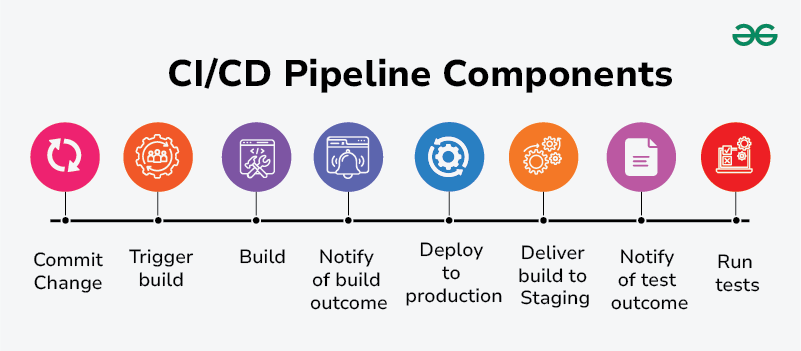 CI/CD Pipeline Components
Commit
Change
Trigger
build
Build
Notify
of build
outcome
Deploy
to
production
Deliver
build to
Staging
Notify
of test
outcome
Run
tests